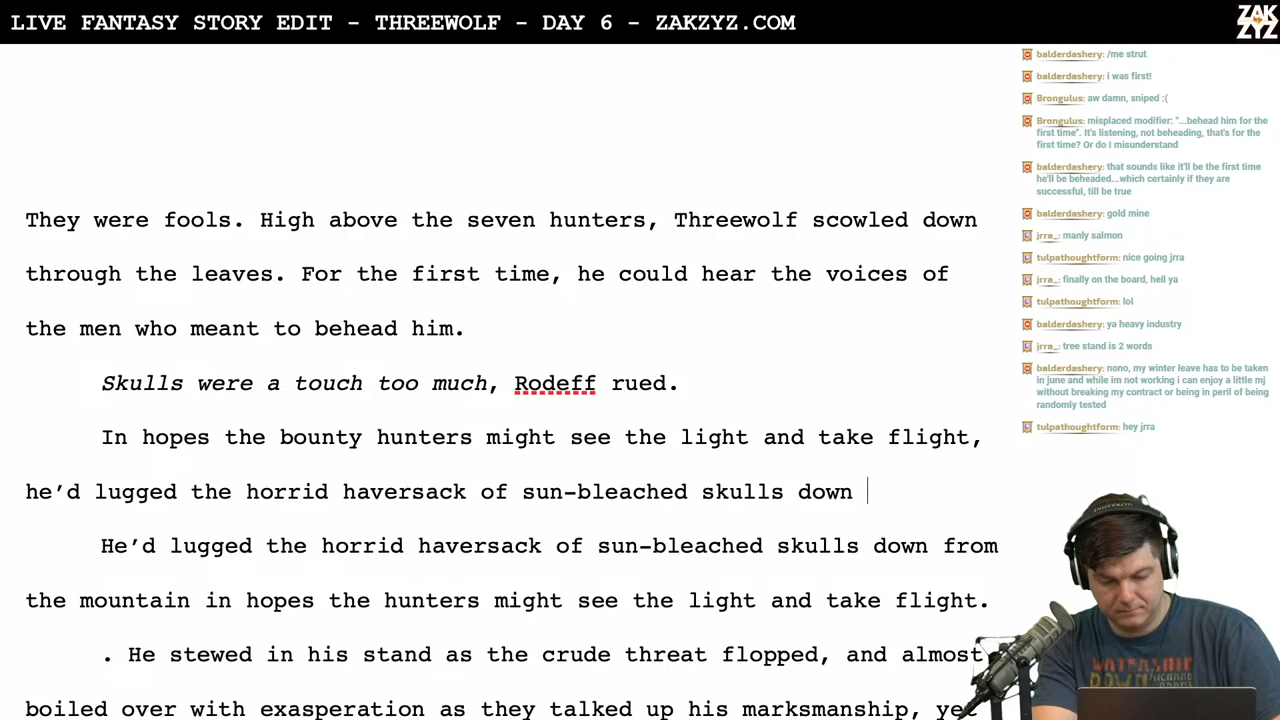 LIVE FANTASY STORY EDIT - THREEWOLF - DAY 6 - ZAKZYZ.COM
ZAK
ZYZ
They were fools. High above the seven hunters, Threewolf scowled down
through the leaves. For the first time, he could hear the voices of
the men who meant to behead him.
Skulls were a touch too much, Rodeff rued.
In hopes the bounty hunters might see the light and take flight,
he’d lugged the horrid haversack of sun-bleached skulls down
He’d lugged the horrid haversack of sun-bleached skulls down from
the mountain in hopes the hunters might see the light and take flight.
. He stewed in his stand as the crude threat flopped, and almost
boiled over with exasperation as they talked up his marksmanship, yet
balderdashery: /me strut
balderdashery: i was first!
Brongulus: aw damn, sniped :(
Brongulus: misplaced modifier: "...behead him for the
first time". It's listening, not beheading, that's for the
first time? Or do I misunderstand
balderdashery: that sounds like it'll be the first time
he'll be beheaded...which certainly if they are
successful, till be true
balderdashery: gold mine
jrra_: manly salmon
tulpathoughtform: nice going jrra
jrra_: finally on the board, hell ya
tulpathoughtform: lol
balderdashery: ya heavy industry
jrra_: tree stand is 2 words
balderdashery: nono, my winter leave has to be taken
in june and while im not working i can enjoy a little mj
without breaking my contract or being in peril of being
randomly tested
tulpathoughtform: hey jrra
WATERSHIP
DOWN